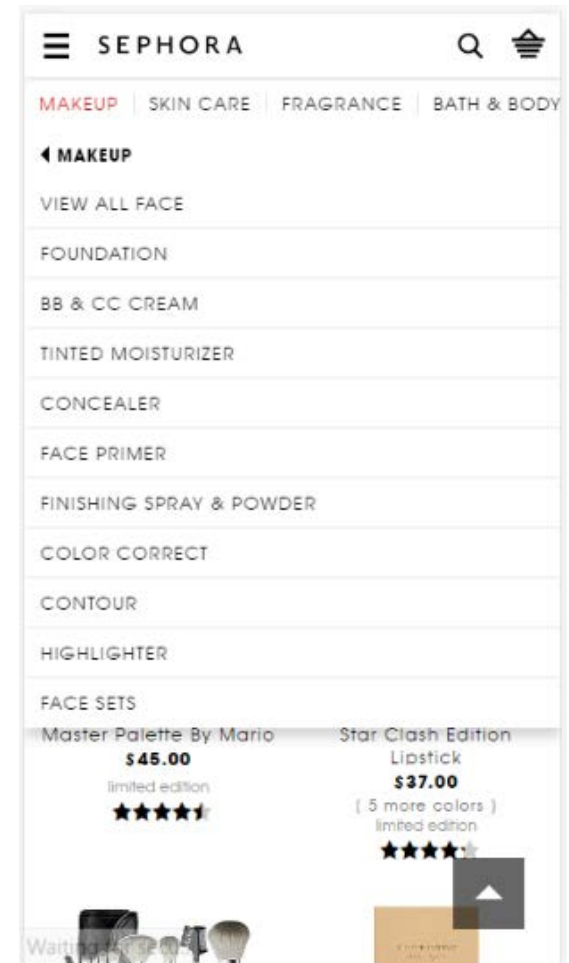 SEPHORA
MAKEUP SKIN CARE FRAGRANCE BATH & BODY
MAKEUP
VIEW ALL FACE
FOUNDATION
BB & CC CREAM
TINTED MOISTURIZER
CONCEALER
FACE PRIMER
FINISHING SPRAY & POWDER
COLOR CORRECT
CONTOUR
HIGHLIGHTER
FACE SETS
Master Palette By Mario
$45.00
limited edition
Star Clash Edition
Lipstick
$37.00
( 5 more colors )
limited edition
Waiting for